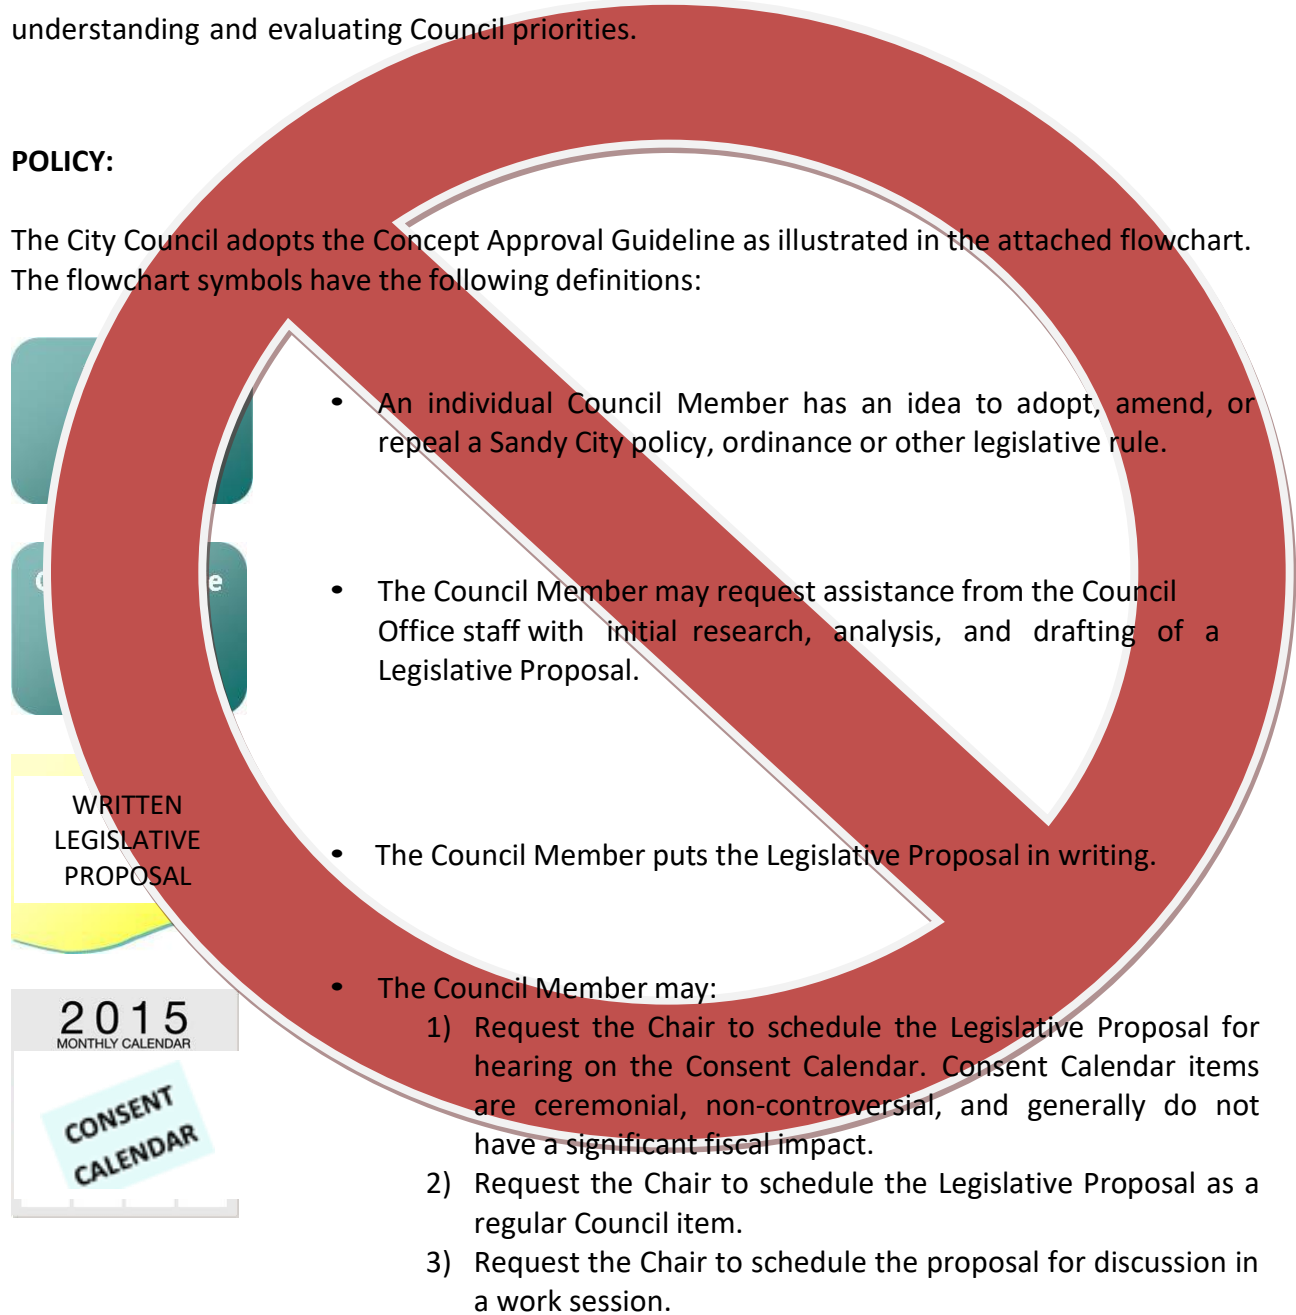 understanding and evaluating Council priorities.
POLICY:
The City Council adopts the Concept Approval Guideline as illustrated in the attached flowchart.
The flowchart symbols have the following definitions:
• An individual Council Member has an idea to adopt, amend, or
repeal a Sandy City policy, ordinance or other legislative rule.
• The Council Member may request assistance from the Council
Office staff with initial research, analysis, and drafting of a
Legislative Proposal.
WRITTEN
LEGISLATIVE
PROPOSAL
• The Council Member puts the Legislative Proposal in writing.
2015
MONTHLY CALENDAR
CONSENT
CALENDAR
• The Council Member may:
1) Request the Chair to schedule the Legislative Proposal for
hearing on the Consent Calendar. Consent Calendar items
are ceremonial, non-controversial, and generally do not
have a significant fiscal impact.
2) Request the Chair to schedule the Legislative Proposal as a
regular Council item.
3) Request the Chair to schedule the proposal for discussion in
a work session.